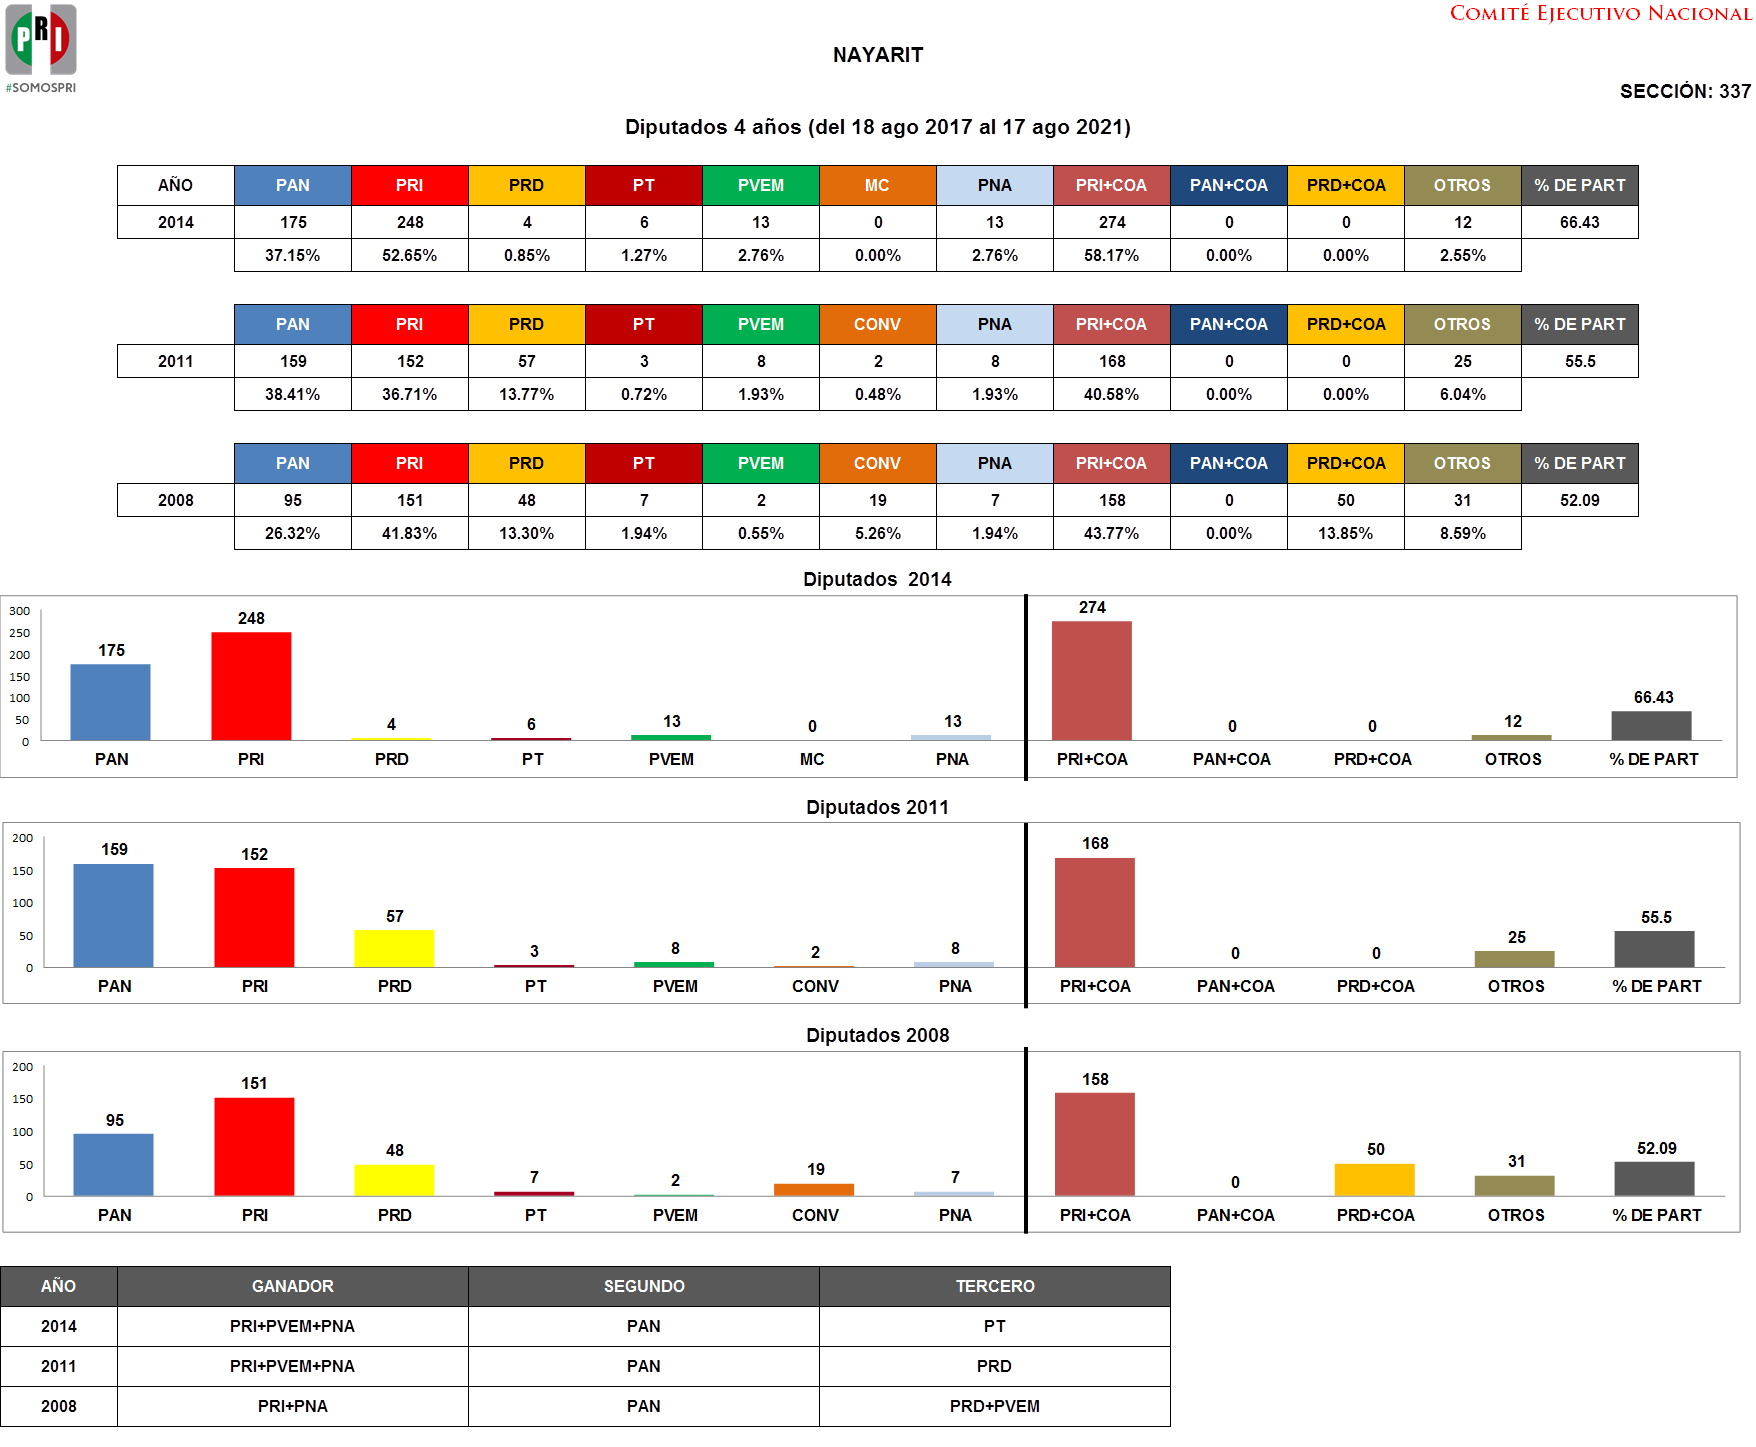 PRI
#SOMOSPRI
COMITÉ EJECUTIVO NACIONAL
NAYARIT
SECCIÓN: 337
Diputados 4 años (del 18 ago 2017 al 17 ago 2021)
AÑO PAN PRI PRD PT PVEM MC PNA PRI+COA PAN+COA PRD+COA OTROS % DE PART
2014 175 248 4 6 13 0 13 274 0 0 12 66.43
37.15% 52.65% 0.85% 1.27% 2.76% 0.00% 2.76% 58.17% 0.00% 0.00% 2.55%
PAN PRI PRD PT PVEM CONV PNA PRI+COA PAN+COA PRD+COA OTROS % DE PART
2011 159 152 57 3 8 2 8 168 0 0 25 55.5
38.41% 36.71% 13.77% 0.72% 1.93% 0.48% 1.93% 40.58% 0.00% 0.00% 6.04%
PAN PRI PRD PT PVEM CONV PNA PRI+COA PAN+COA PRD+COA OTROS % DE PART
2008 95 151 48 7 2 19 7 158 0 50 31 52.09
26.32% 41.83% 13.30% 1.94% 0.55% 5.26% 1.94% 43.77% 0.00% 13.85% 8.59%
Diputados 2014
300
250
200
150
100
50
0
175 248 4 6 13 0 13 274 0 0 12 66.43
PAN PRI PRD PT PVEM MC PNA PRI+COA PAN+COA PRD+COA OTROS % DE PART
Diputados 2011
200
150
100
50
0
159 152 57 3 8 2 8 168 0 0 25 55.5
PAN PRI PRD PT PVEM CONV PNA PRI+COA PAN+COA PRD+COA OTROS % DE PART
Diputados 2008
200
150
100
50
0
95 151 48 7 2 19 7 158 0 50 31 52.09
PAN PRI PRD PT PVEM CONV PNA PRI+COA PAN+COA PRD+COA OTROS % DE PART
AÑO GANADOR SEGUNDO TERCERO
2014 PRI+PVEM+PNA PAN PT
2011 PRI+PVEM+PNA PAN PRD
2008 PRI+PNA PAN PRD+PVEM